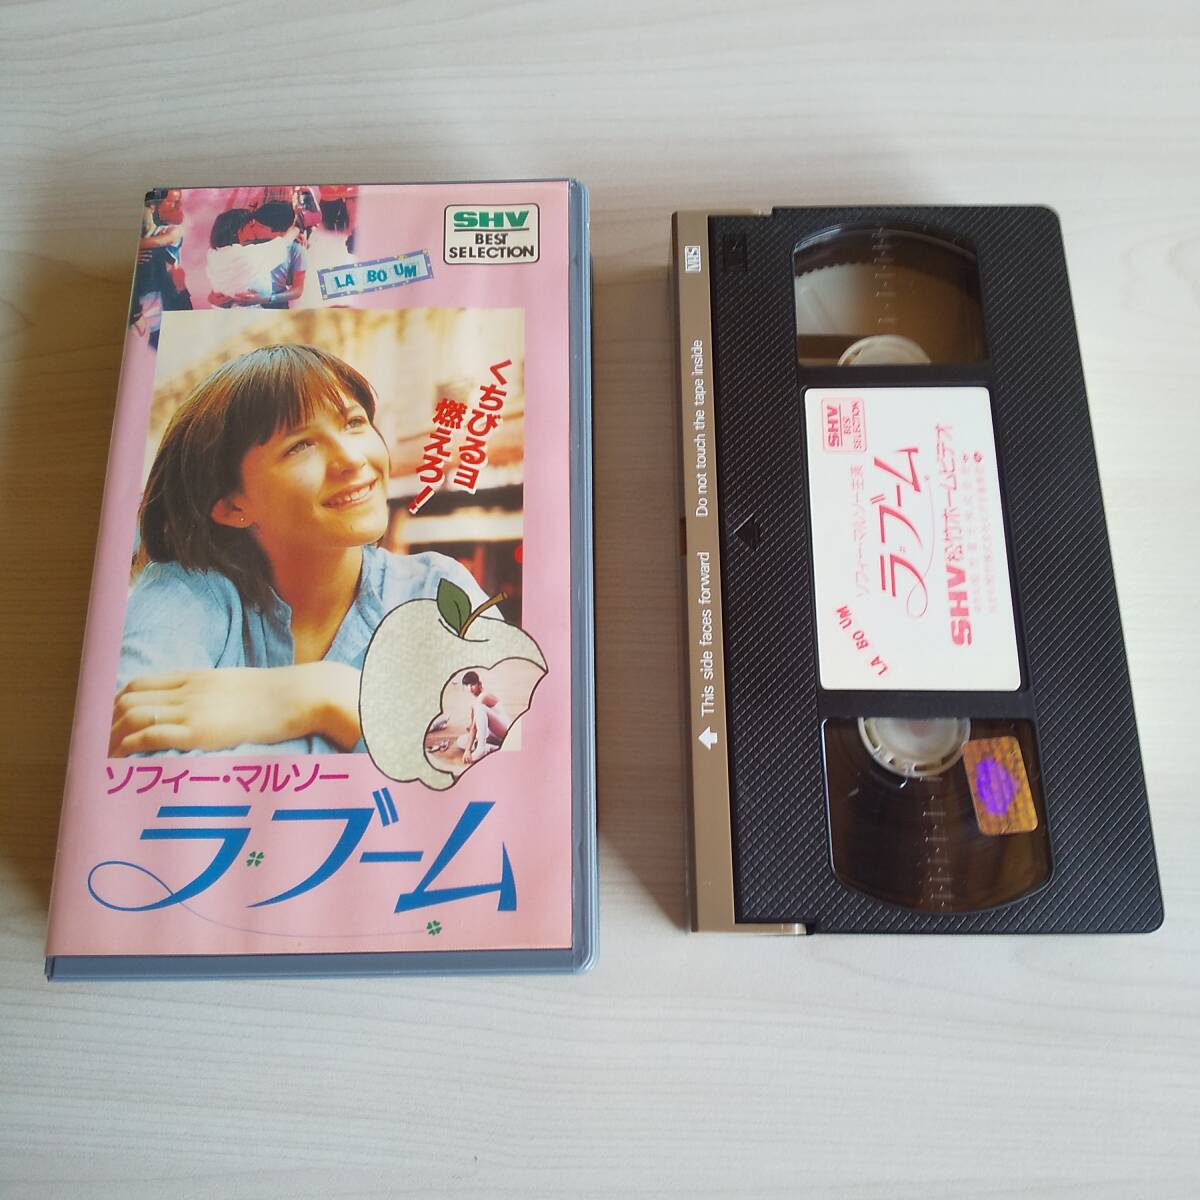 SHV
BEST
SELECTION
LA BO UM
くちびるヨ
燃えろ!
ソフィー・マルソー
ラ・ブーム
VHS
Do not touch the tape inside
This side faces forward
SHV
BEST
SELECTION
LA BO UM
ソフィー・マルソー主演
ラ・ブーム
SHV 松竹ホームビデオ